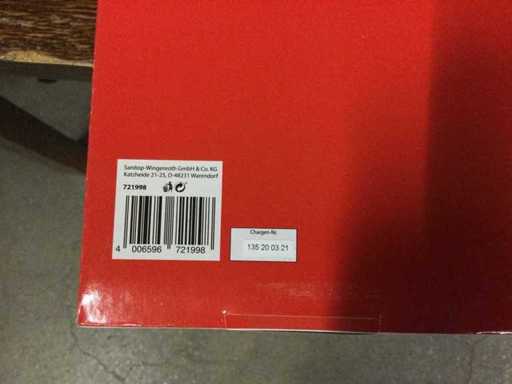 Sanitop-Wingenroth GmbH & Co. KG
Katzheide 21-25, D-48231 Warendorf
721998
4 006596 721998
Chargen-Nr.
135 20 03 21